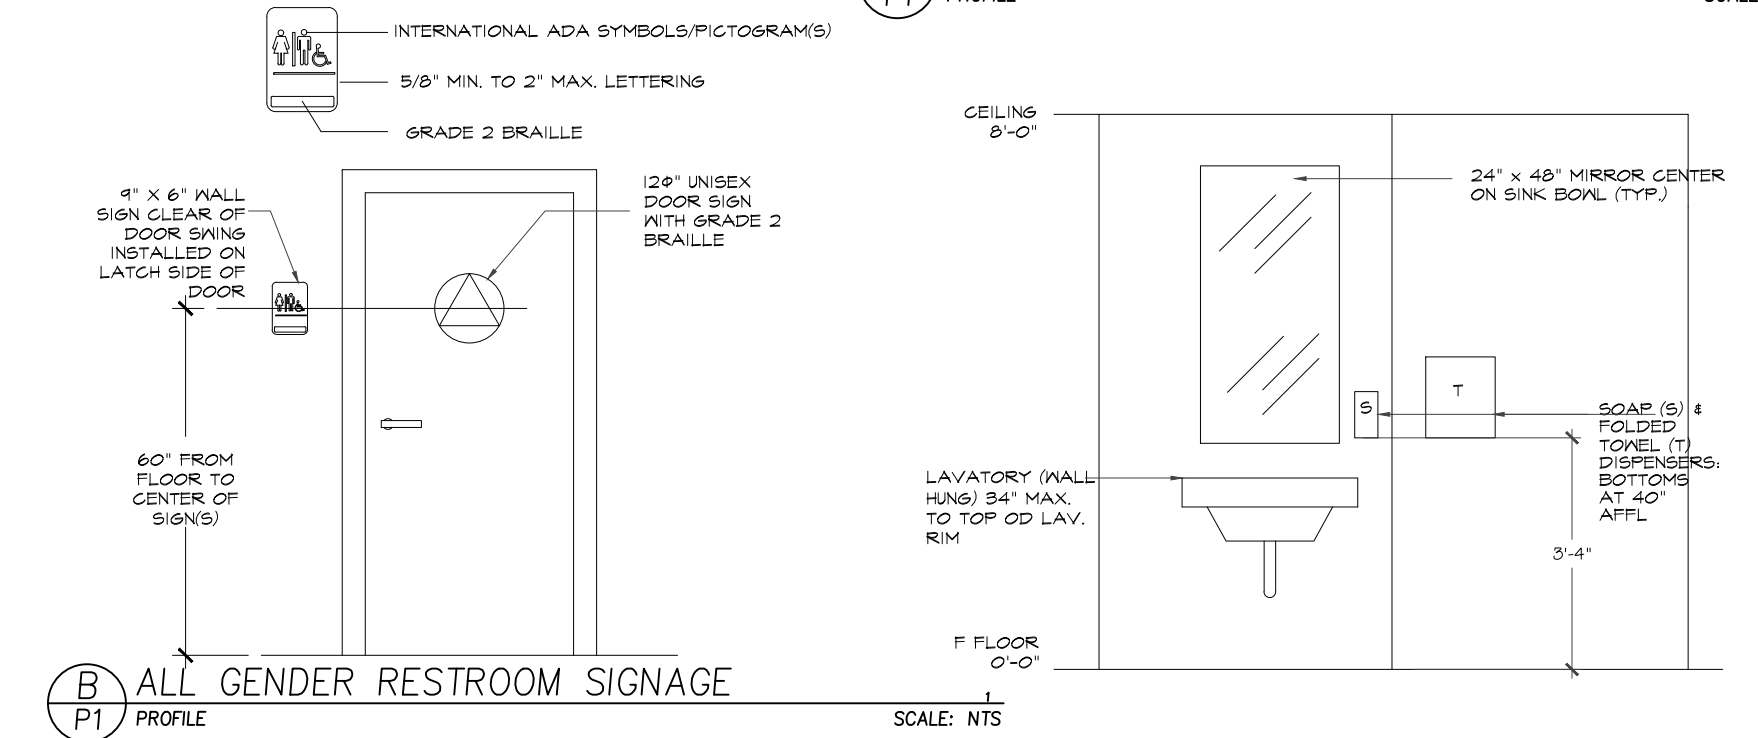 PROFILE
SCALE
INTERNATIONAL ADA SYMBOLS/PICTOGRAM(S)
5/8" MIN. TO 2" MAX. LETTERING
GRADE 2 BRAILLE
9" X 6" WALL
SIGN CLEAR OF
DOOR SWING
INSTALLED ON
LATCH SIDE OF
DOOR
12Φ" UNISEX
DOOR SIGN
WITH GRADE 2
BRAILLE
60" FROM
FLOOR TO
CENTER OF
SIGN(S)
B
P1
ALL GENDER RESTROOM SIGNAGE
PROFILE
1
SCALE: NTS
CEILING
8'-0"
24" x 48" MIRROR CENTER
ON SINK BOWL (TYP.)
S
T
SOAP (S) &
FOLDED
TOWEL (T)
DISPENSERS:
BOTTOMS
AT 40"
AFFL
LAVATORY (WALL
HUNG) 34" MAX.
TO TOP OD LAV.
RIM
3'-4"
F FLOOR
0'-0"